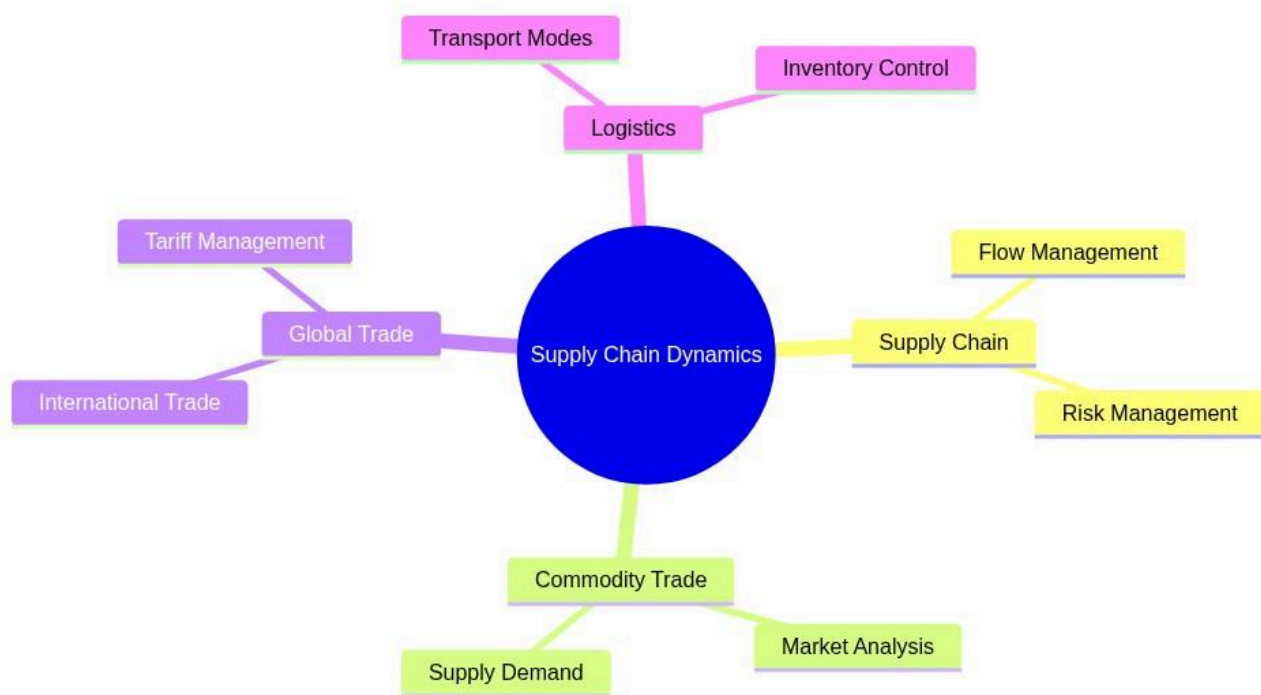 Transport Modes
Inventory Control
Logistics
Tariff Management
Flow Management
Global Trade
Supply Chain Dynamics
Supply Chain
International Trade
Risk Management
Commodity Trade
Market Analysis
Supply Demand